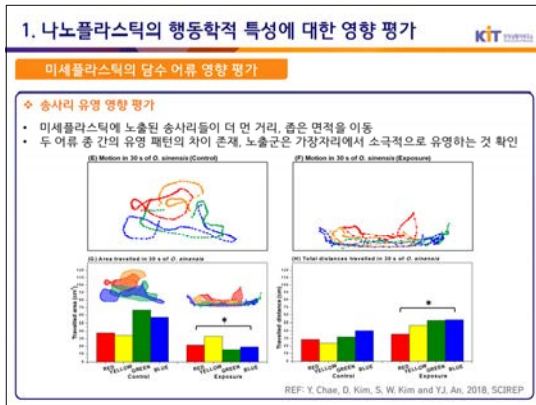 1. 나노플라스틱의 행동학적 특성에 대한 영향 평가
KIT
미세플라스틱의 담수 어류 영향 평가
❖ 송사리 유영 영향 평가
• 미세플라스틱에 노출된 송사리들이 더 먼 거리, 좁은 면적을 이동
• 두 어류 종 간의 유영 패턴의 차이 존재, 노출군은 가장자리에서 소극적으로 유영하는 것 확인
(E) Motion in 30 s of O. sinensis (Control)
(F) Motion in 30 s of O. sinensis (Exposure)
(G) Area travelled in 30 s of O. sinensis
(H) Total distances travelled in 30 s of O. sinensis
Travelled area (cm²)
*
RED YELLOW GREEN BLUE RED YELLOW GREEN BLUE
Control Exposure
Travelled distance (cm)
*
RED YELLOW GREEN BLUE RED YELLOW GREEN BLUE
Control Exposure
REF: Y. Chae, D. Kim, S. W. Kim and YJ. An, 2018, SCIREP